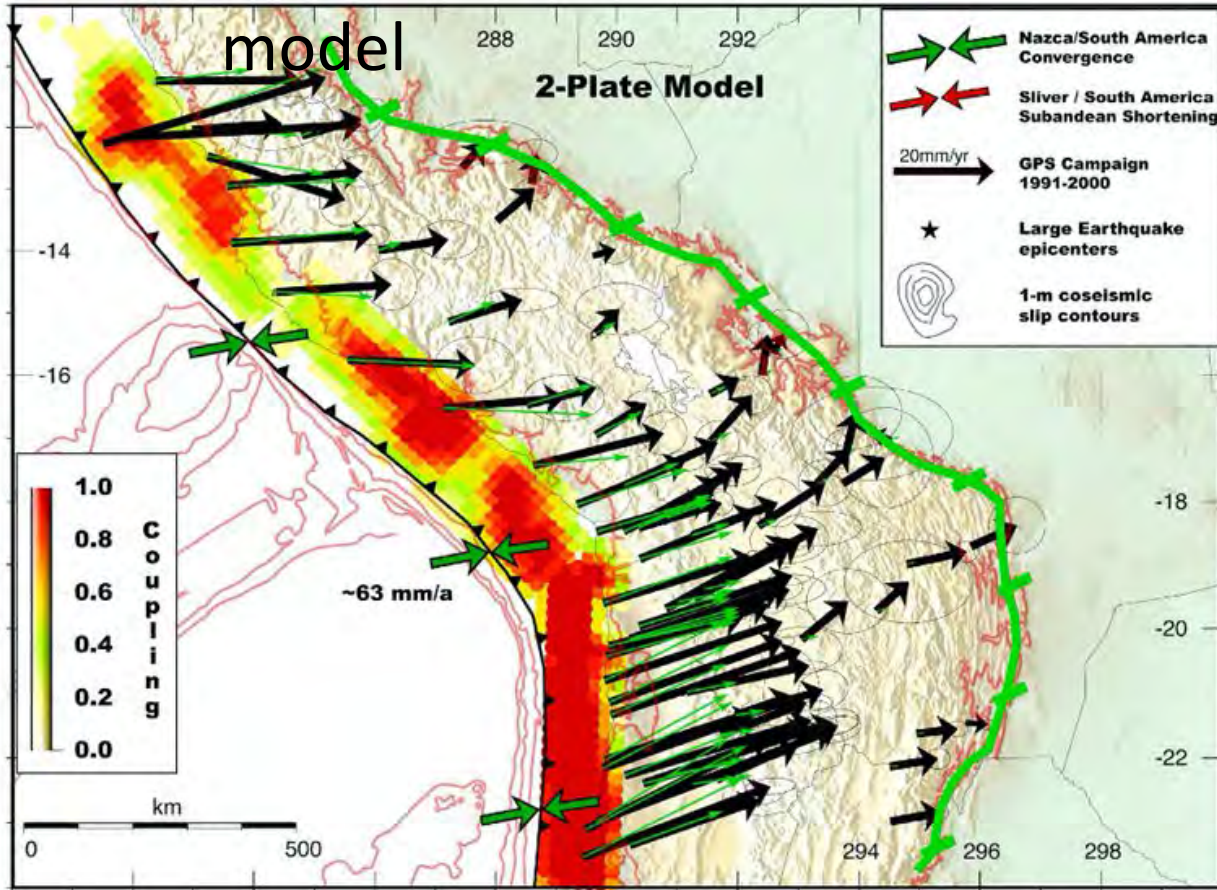 model
288
290
292
2-Plate Model
Nazca/South America
Convergence
Sliver / South America
Subandean Shortening
20mm/yr
GPS Campaign
1991-2000
Large Earthquake
epicenters
1-m coseismic
slip contours
-14
-16
1.0
0.8
0.6
0.4
0.2
0.0
Coupling
~63 mm/a
-18
-20
-22
km
0
500
294
296
298